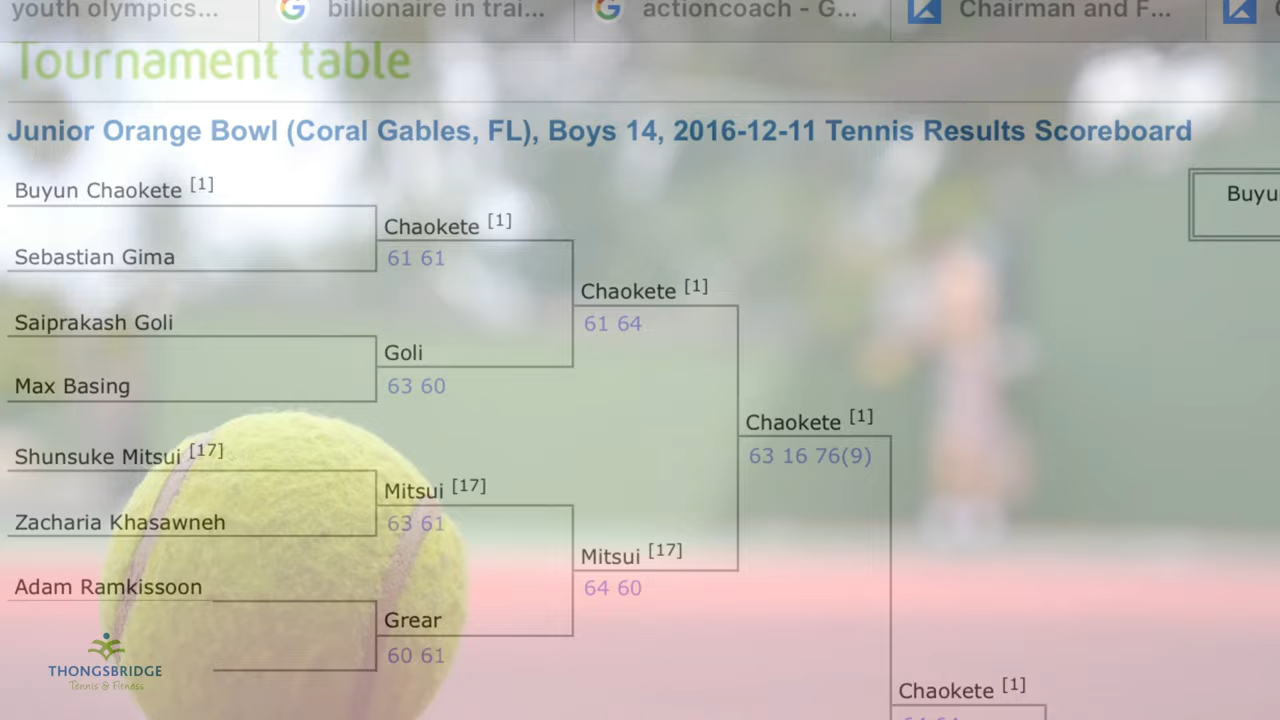 youth olympics...
billionaire in trai...
actioncoach - G...
Chairman and F...
Tournament table
Junior Orange Bowl (Coral Gables, FL), Boys 14, 2016-12-11 Tennis Results Scoreboard
Buyun Chaokete [1]
Chaokete [1]
Sebastian Gima
61 61
Chaokete [1]
Saiprakash Goli
61 64
Goli
Max Basing
63 60
Chaokete [1]
Shunsuke Mitsui [17]
63 16 76(9)
Mitsui [17]
Zacharia Khasawneh
63 61
Mitsui [17]
Adam Ramkissoon
64 60
Grear
60 61
Chaokete [1]
THONGSBRIDGE
Tennis & Fitness